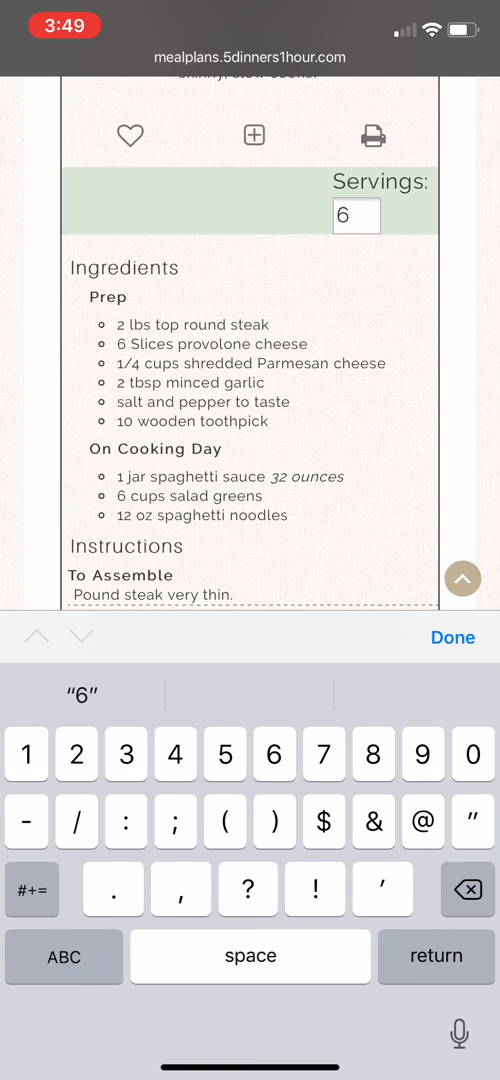 3:49
mealplans.5dinners1hour.com
Servings:
6
Ingredients
Prep
2 lbs top round steak
6 Slices provolone cheese
1/4 cups shredded Parmesan cheese
2 tbsp minced garlic
salt and pepper to taste
10 wooden toothpick
On Cooking Day
1 jar spaghetti sauce 32 ounces
6 cups salad greens
12 oz spaghetti noodles
Instructions
To Assemble
Pound steak very thin.
Done
“6”
1 2 3 4 5 6 7 8 9 0
- / : ; ( ) $ & @ "
#+= . , ? ! '
ABC space return